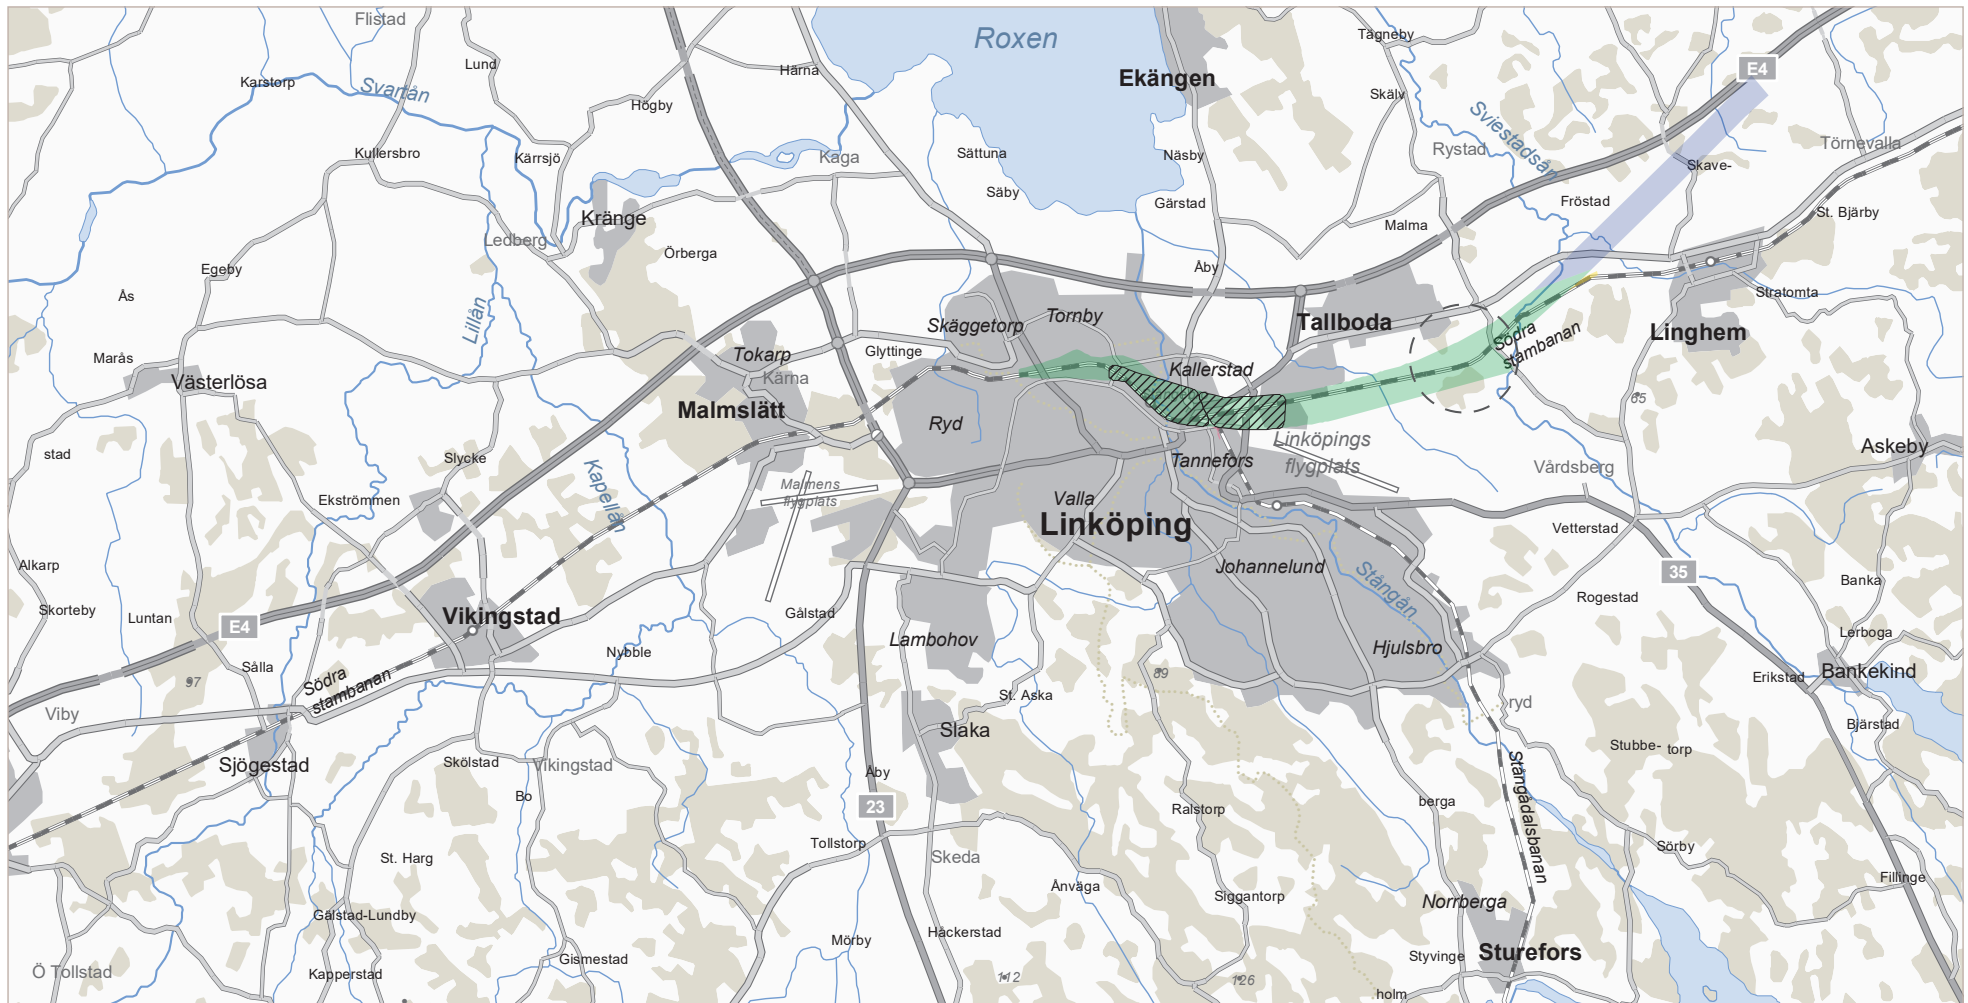 Flistad
Roxen
Tägneby
Lund
Härna
Ekängen
E4
Karstorp
Svartån
Högby
Skälv
Sviestadsån
Kullersbro
Kärrsjö
Kaga
Sättuna
Näsby
Rystad
Törnevalla
Skave-
Säby
Gärstad
Fröstad
Kränge
St. Bjärby
Malma
Ledberg
Örberga
Egeby
Åby
Ås
Stratomta
Lillån
Skäggetorp
Tornby
Tallboda
Linghem
Södra
stambanan
Marås
Tokarp
Glyttinge
Västerlösa
Kärna
Kallerstad
65
Malmslätt
Ryd
Linköpings
flygplats
Askeby
stad
Slycke
Tannefors
Vårdsberg
Malmens
flygplats
Ekströmmen
Kapellån
Valla
Linköping
Vetterstad
Alkarp
Johannelund
Stångån
35
Banka
Skorteby
Luntan
E4
Vikingstad
Gålstad
Rogestad
Lambohov
Hjulsbro
Lerboga
Sålla
Nybble
97
Södra
stambanan
89
Erikstad
Bankekind
Viby
St. Aska
ryd
Bjärstad
Slaka
Stubbe-
torp
Sjögestad
Skölstad
Vikingstad
Åby
Stångådalsbanan
Bo
23
Ralstorp
berga
Tollstorp
Sörby
St. Harg
Skeda
Ånväga
Siggantorp
Fillinge
Gälstad-Lundby
Norrberga
Häckerstad
Mörby
Gismestad
Styvinge
Sturefors
Ö Tollstad
Kapperstad
112
126
holm